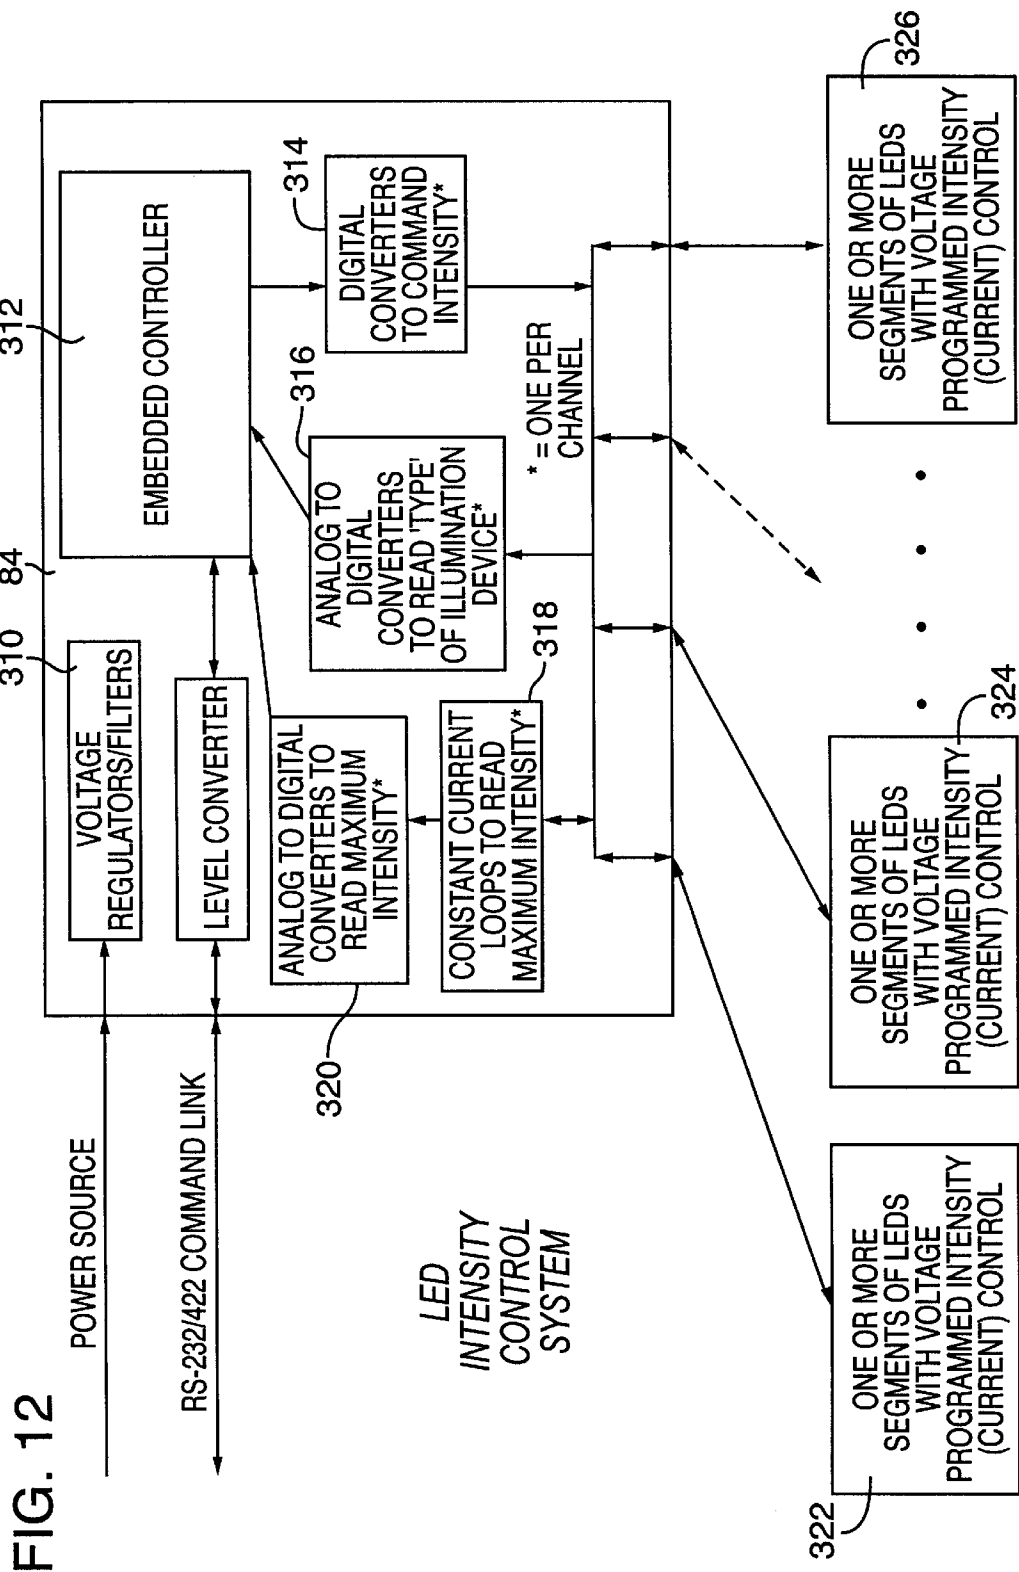 FIG. 12
POWER SOURCE
RS-232/422 COMMAND LINK
LED
INTENSITY
CONTROL
SYSTEM
310
84
312
VOLTAGE
REGULATORS/FILTERS
LEVEL CONVERTER
EMBEDDED CONTROLLER
320
ANALOG TO DIGITAL
CONVERTERS TO
READ MAXIMUM
INTENSITY*
316
ANALOG TO
DIGITAL
CONVERTERS
TO READ 'TYPE'
OF ILLUMINATION
DEVICE*
314
DIGITAL
CONVERTERS
TO COMMAND
INTENSITY*
318
CONSTANT CURRENT
LOOPS TO READ
MAXIMUM INTENSITY*
* = ONE PER
CHANNEL
322
ONE OR MORE
SEGMENTS OF LEDS
WITH VOLTAGE
PROGRAMMED INTENSITY
(CURRENT) CONTROL
324
ONE OR MORE
SEGMENTS OF LEDS
WITH VOLTAGE
PROGRAMMED INTENSITY
(CURRENT) CONTROL
326
ONE OR MORE
SEGMENTS OF LEDS
WITH VOLTAGE
PROGRAMMED INTENSITY
(CURRENT) CONTROL